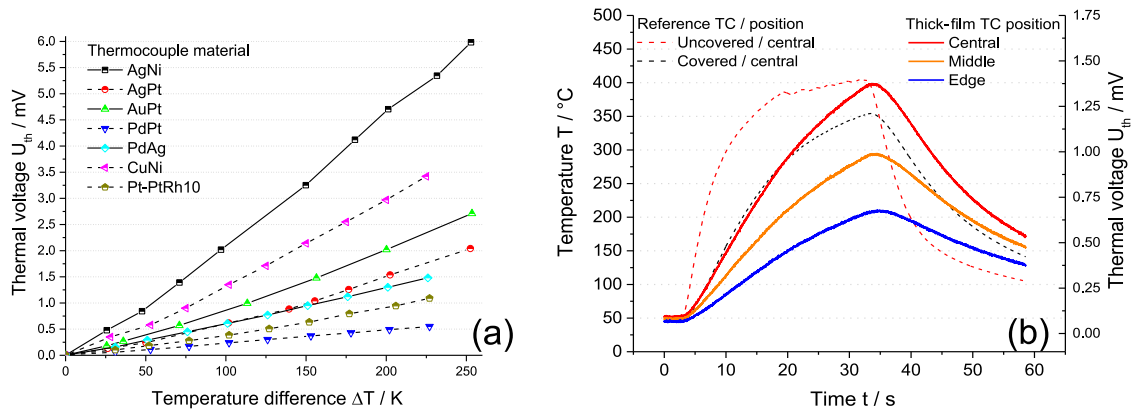 Thermal voltage U_th / mV
6.0
5.5
5.0
4.5
4.0
3.5
3.0
2.5
2.0
1.5
1.0
0.5
0.0
Thermocouple material
AgNi
AgPt
AuPt
PdPt
PdAg
CuNi
Pt-PtRh10
(a)
0 50 100 150 200 250
Temperature difference ΔT / K
Temperature T / °C
500
450
400
350
300
250
200
150
100
50
0
Reference TC / position
Uncovered / central
Covered / central
Thick-film TC position
Central
Middle
Edge
1.75
1.50
1.25
1.00
0.75
0.50
0.25
0.00
Thermal voltage U_th / mV
(b)
0 10 20 30 40 50 60
Time t / s